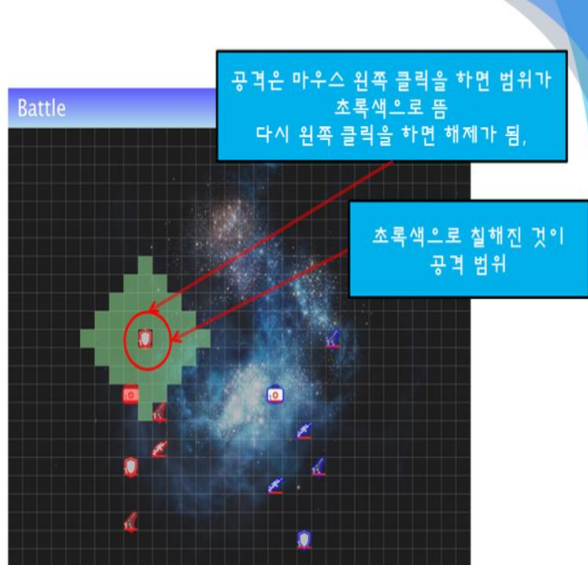 공격은 마우스 왼쪽 클릭을 하면 범위가
초록색으로 뜸
다시 왼쪽 클릭을 하면 해제가 됨,
Battle
초록색으로 칠해진 것이
공격 범위